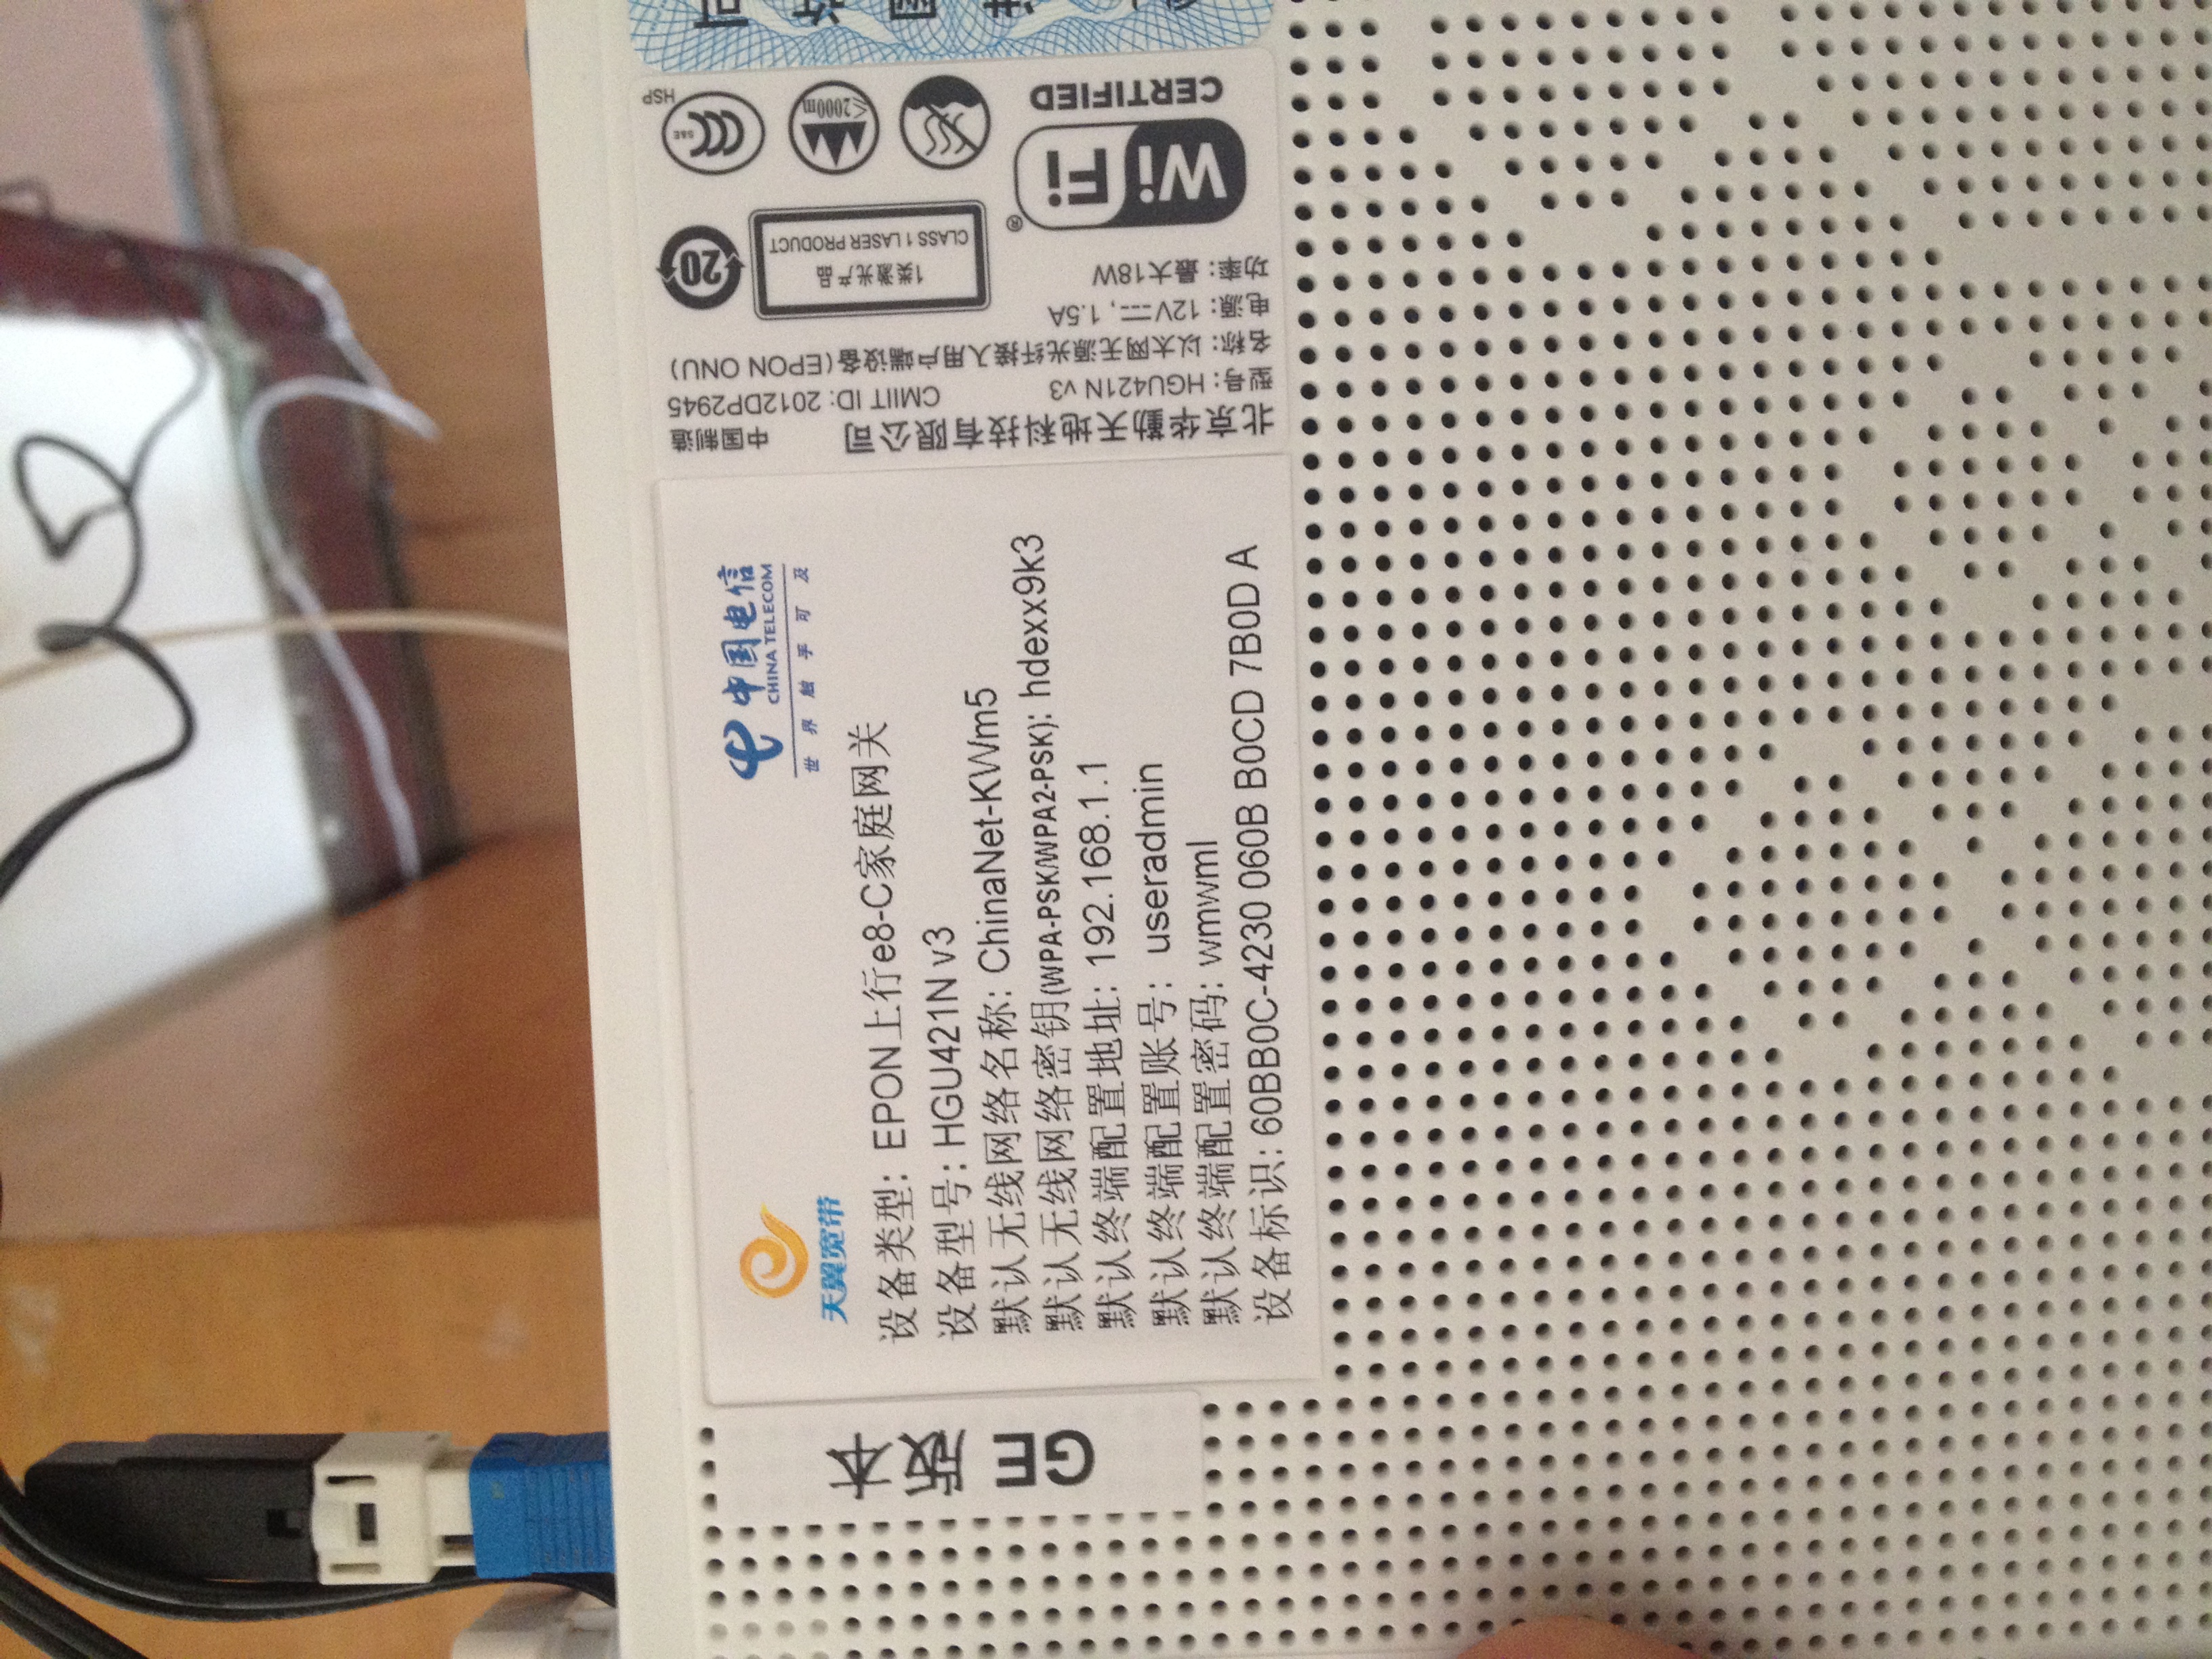 GE 版本
天翼宽带
中国电信
CHINA TELECOM
世界触手可及
设备类型: EPON上行e8-C家庭网关
设备型号: HGU421N v3
默认无线网络名称: ChinaNet-KWm5
默认无线网络密钥(WPA-PSK/WPA2-PSK): hdexx9k3
默认终端配置地址: 192.168.1.1
默认终端配置账号: useradmin
默认终端配置密码: wmwml
设备标识: 60BB0C-4230 060B B0CD 7B0D A
北京华勤天地科技有限公司 中国制造
型号: HGU421N v3 CMIIT ID: 2012DP2945
名称: 以太网无源光纤接入用户端设备(EPON ONU)
电源: 12V⎓, 1.5A
功率: 最大18W
1类激光产品
CLASS 1 LASER PRODUCT
20
WiFi®
CERTIFIED
≤2000m
CCC
S&E
HSP
进网许可